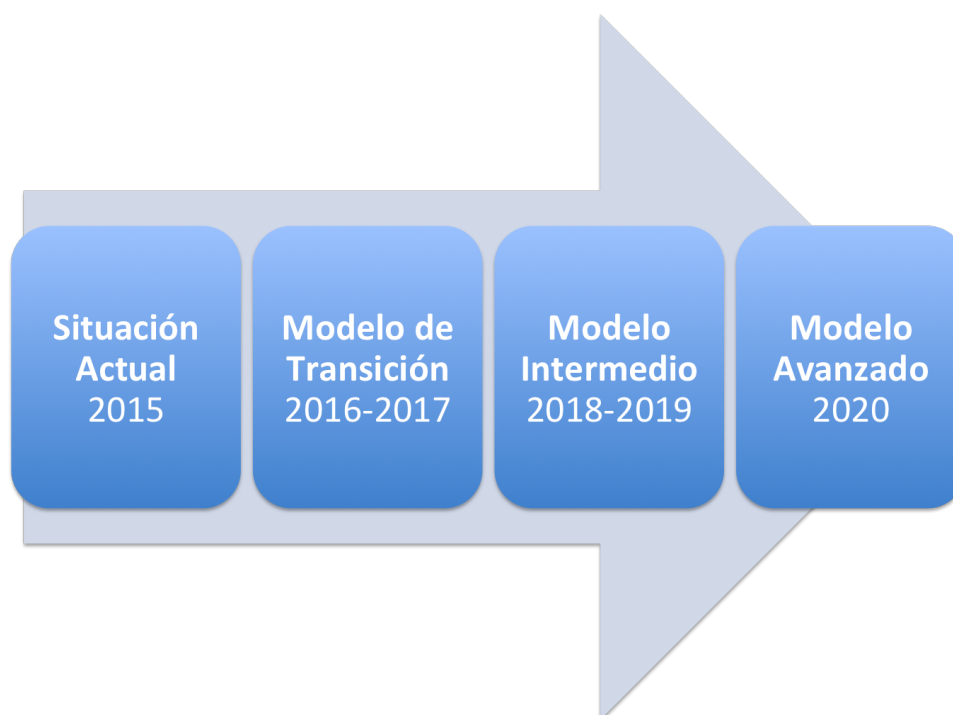 Situación
Actual
2015
Modelo de
Transición
2016-2017
Modelo
Intermedio
2018-2019
Modelo
Avanzado
2020